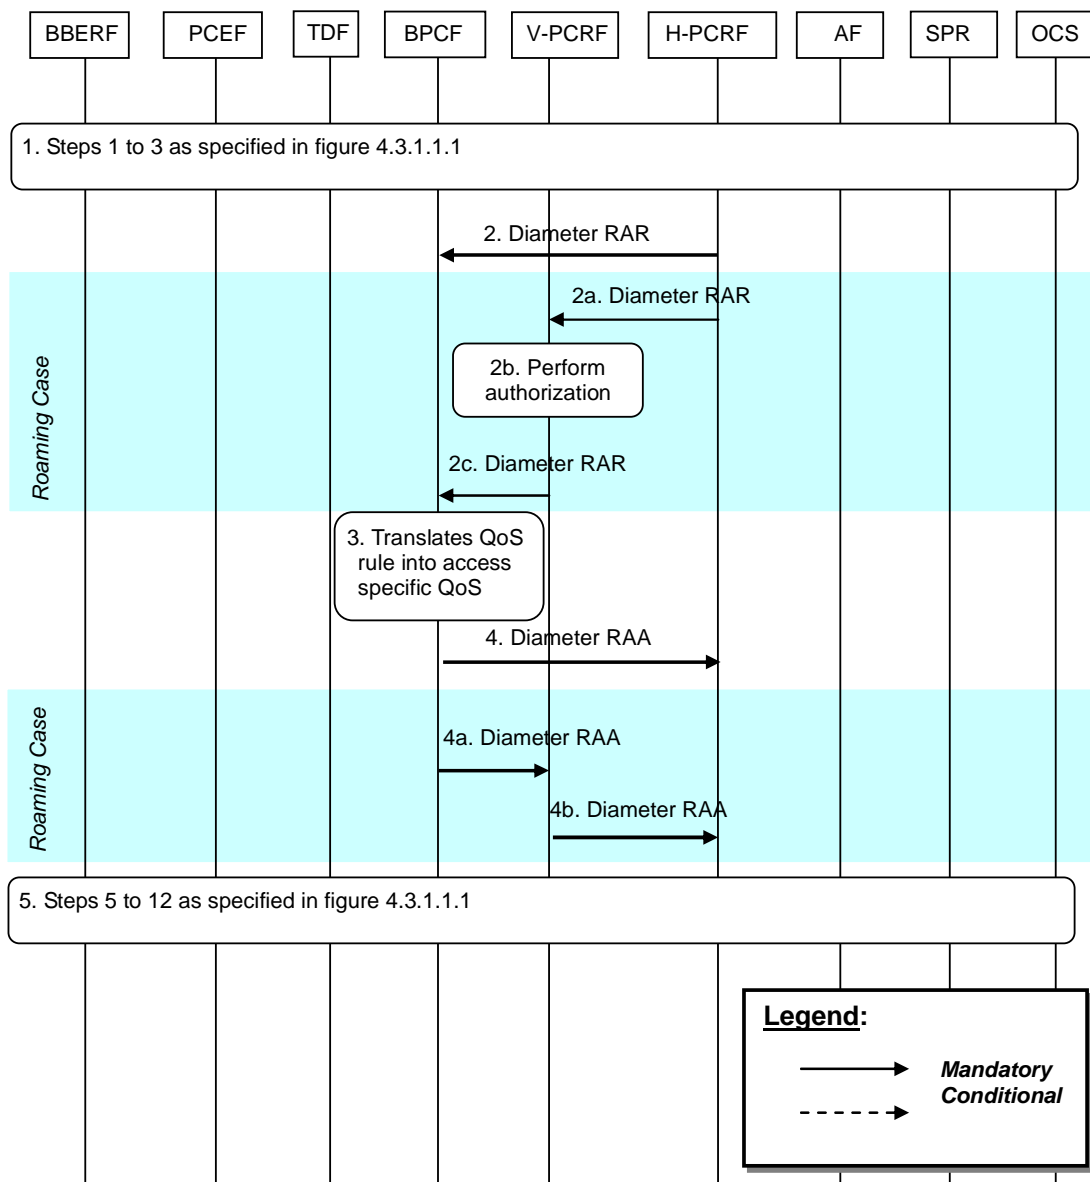 BBERF
PCEF
TDF
BPCF
V-PCRF
H-PCRF
AF
SPR
OCS
1. Steps 1 to 3 as specified in figure 4.3.1.1.1
2. Diameter RAR
2a. Diameter RAR
Roaming Case
2b. Perform
authorization
2c. Diameter RAR
3. Translates QoS
rule into access
specific QoS
4. Diameter RAA
Roaming Case
4a. Diameter RAA
4b. Diameter RAA
5. Steps 5 to 12 as specified in figure 4.3.1.1.1
Legend:
Mandatory
Conditional